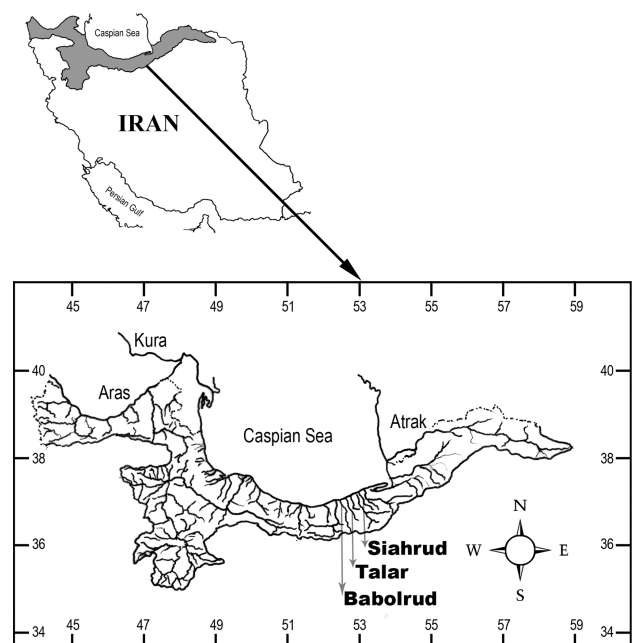 Caspian Sea
IRAN
Persian Gulf
45 47 49 51 53 55 57 59
Kura
40 40
Aras
Atrak
Caspian Sea
38 38
N
36 Siahrud W E 36
Talar
S
Babolrud
34 34
45 47 49 51 53 55 57 59